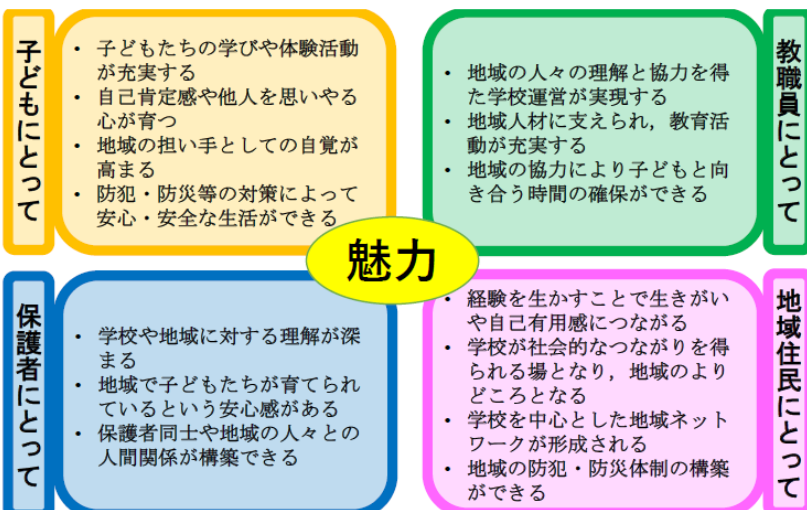 子どもにとって
・ 子どもたちの学びや体験活動
が充実する
・ 自己肯定感や他人を思いやる
心が育つ
・ 地域の担い手としての自覚が
高まる
・ 防犯・防災等の対策によって
安心・安全な生活ができる
教職員にとって
・ 地域の人々の理解と協力を得
た学校運営が実現する
・ 地域人材に支えられ，教育活
動が充実する
・ 地域の協力により子どもと向
き合う時間の確保ができる
魅力
保護者にとって
・ 学校や地域に対する理解が深
まる
・ 地域で子どもたちが育てられ
ているという安心感がある
・ 保護者同士や地域の人々との
人間関係が構築できる
地域住民にとって
・ 経験を生かすことで生きがい
や自己有用感につながる
・ 学校が社会的なつながりを得
られる場となり，地域のより
どころとなる
・ 学校を中心とした地域ネット
ワークが形成される
・ 地域の防犯・防災体制の構築
ができる